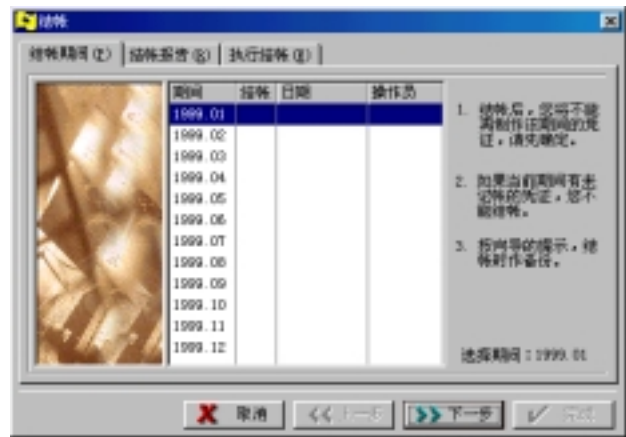 结帐
结帐期间(P) 结帐报告(R) 执行结帐(E)
期间 结帐 日期 操作员
1999.01
1999.02
1999.03
1999.04
1999.05
1999.06
1999.07
1999.08
1999.09
1999.10
1999.11
1999.12
1. 结帐后，您将不能
再制作该期间的凭
证，请先确定。
2. 如果当前期间有未
记帐的凭证，您不
能结帐。
3. 按向导的提示，结
帐时作备份。
选择期间：1999.01
取消 上一步 下一步 完成